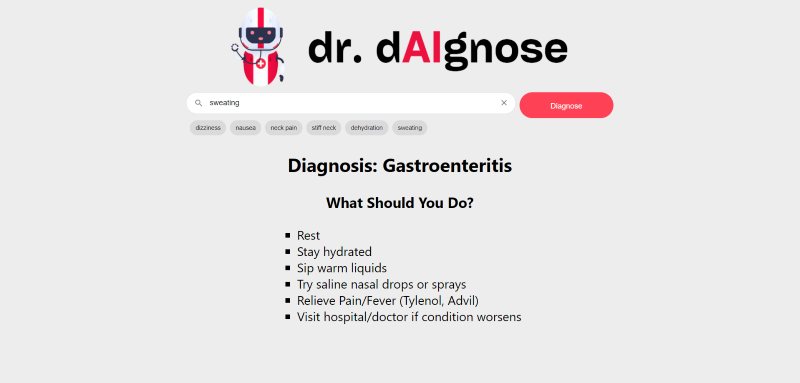 dr. dAIgnose
sweating
Diagnose
dizziness nausea neck pain stiff neck dehydration sweating
Diagnosis: Gastroenteritis
What Should You Do?
Rest
Stay hydrated
Sip warm liquids
Try saline nasal drops or sprays
Relieve Pain/Fever (Tylenol, Advil)
Visit hospital/doctor if condition worsens